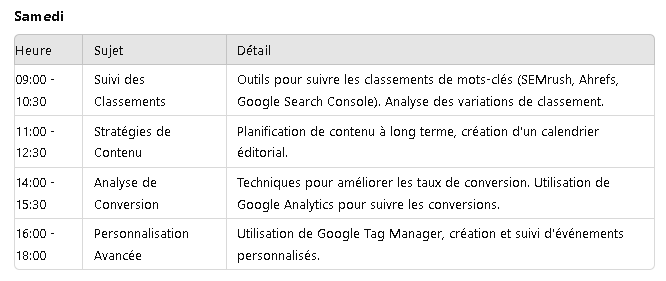 Samedi
Heure Sujet Détail
09:00 - Suivi des Outils pour suivre les classements de mots-clés (SEMrush, Ahrefs,
10:30 Classements Google Search Console). Analyse des variations de classement.
11:00 - Stratégies de Planification de contenu à long terme, création d'un calendrier
12:30 Contenu éditorial.
14:00 - Analyse de Techniques pour améliorer les taux de conversion. Utilisation de
15:30 Conversion Google Analytics pour suivre les conversions.
16:00 - Personnalisation Utilisation de Google Tag Manager, création et suivi d'événements
18:00 Avancée personnalisés.